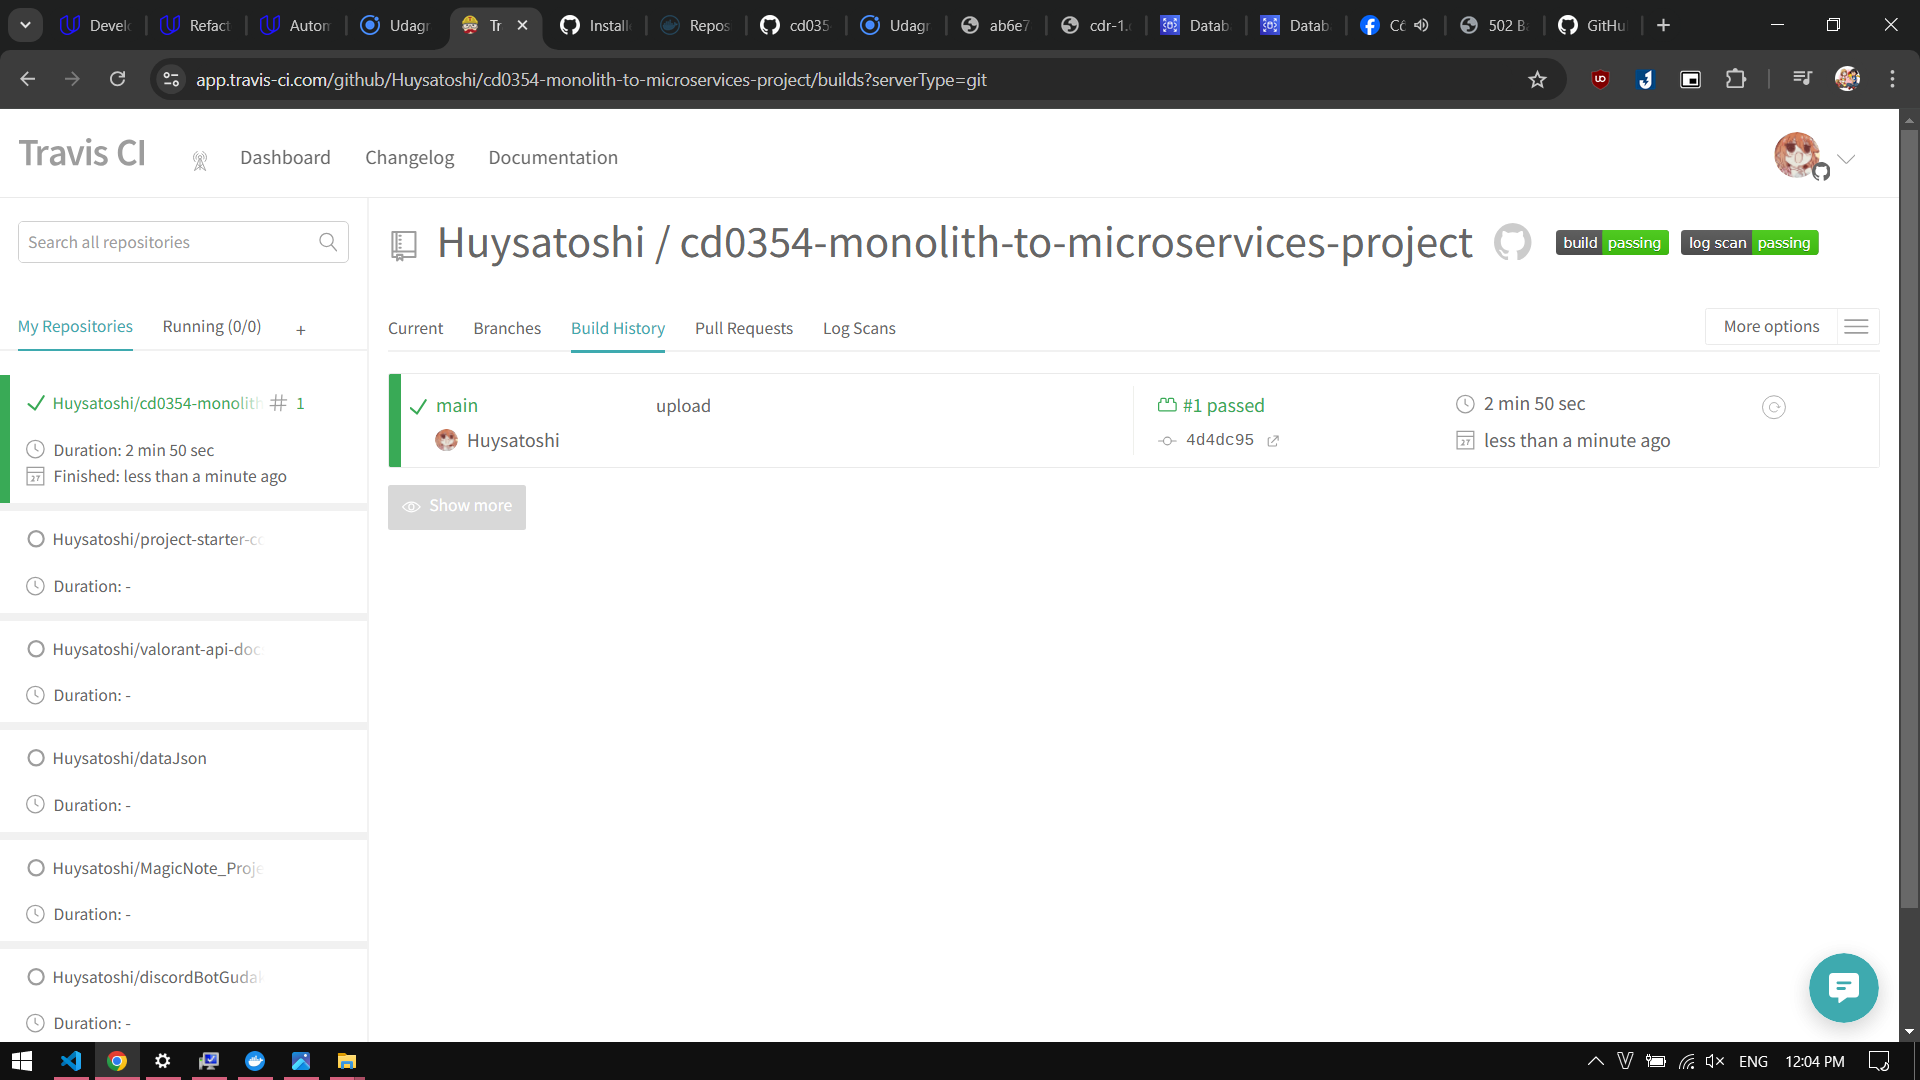 Develo
Refact
Autom
Udagr
Tr
Installe
Repos
cd035
Udagr
ab6e7
cdr-1.
Datab
Datab
502 Ba
GitHu
app.travis-ci.com/github/Huysatoshi/cd0354-monolith-to-microservices-project/builds?serverType=git
Travis CI
Dashboard
Changelog
Documentation
Search all repositories
Huysatoshi / cd0354-monolith-to-microservices-project
build passing
log scan passing
My Repositories
Running (0/0)
+
Current
Branches
Build History
Pull Requests
Log Scans
More options
Huysatoshi/cd0354-monolith
# 1
Duration: 2 min 50 sec
Finished: less than a minute ago
main
upload
#1 passed
2 min 50 sec
Huysatoshi
4d4dc95
less than a minute ago
Show more
Huysatoshi/project-starter-co
Duration: -
Huysatoshi/valorant-api-doc
Duration: -
Huysatoshi/dataJson
Duration: -
Huysatoshi/MagicNote_Proje
Duration: -
Huysatoshi/discordBotGudak
Duration: -
ENG
12:04 PM